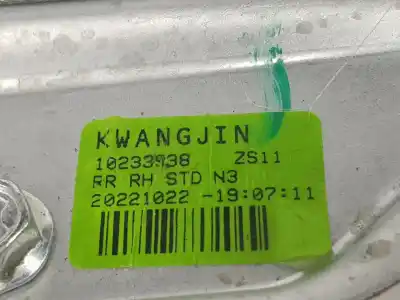 KWANGJIN
10233938 ZS11
RR RH STD N3
20221022 -19:07:11